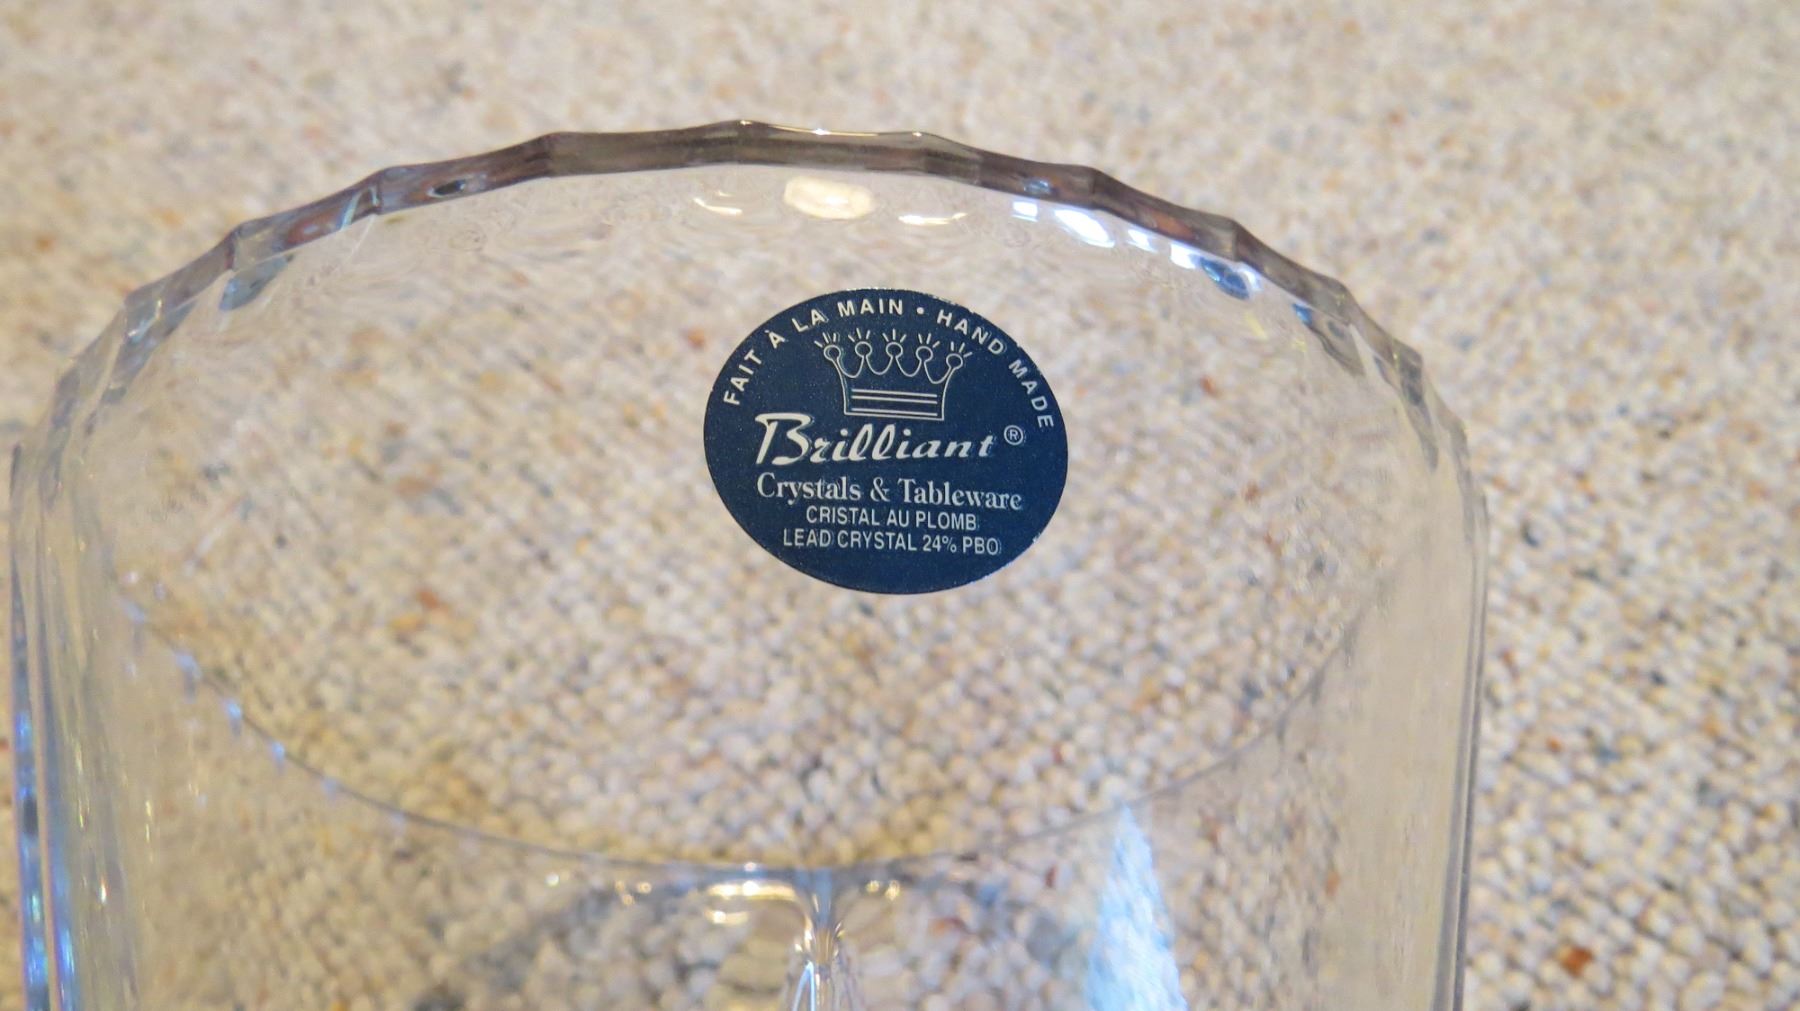 FAIT À LA MAIN • HAND MADE
Brilliant®
Crystals & Tableware
CRISTAL AU PLOMB
LEAD CRYSTAL 24% PBO